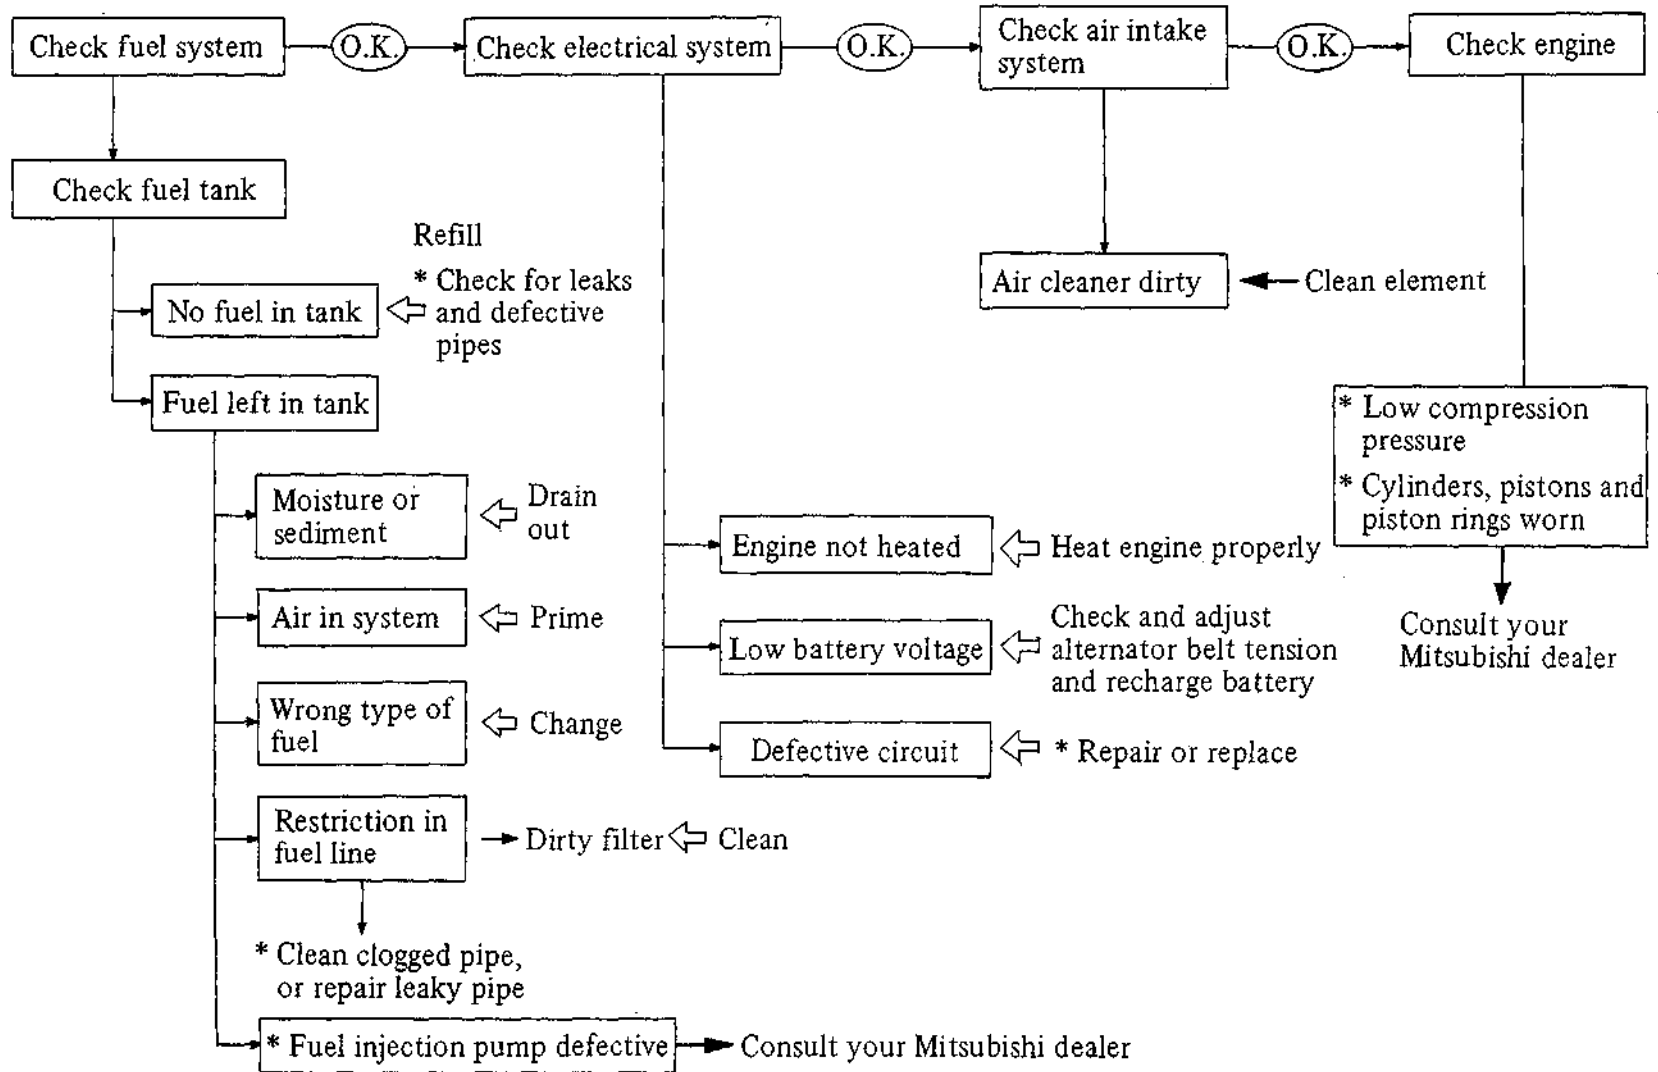 Check fuel system
O.K.
Check electrical system
O.K.
Check air intake
system
O.K.
Check engine
Check fuel tank
Refill
* Check for leaks
and defective
pipes
No fuel in tank
Fuel left in tank
Moisture or
sediment
Drain
out
Air in system
Prime
Wrong type of
fuel
Change
Restriction in
fuel line
Dirty filter
Clean
* Clean clogged pipe,
or repair leaky pipe
* Fuel injection pump defective
Consult your Mitsubishi dealer
Engine not heated
Heat engine properly
Low battery voltage
Check and adjust
alternator belt tension
and recharge battery
Defective circuit
* Repair or replace
Air cleaner dirty
Clean element
* Low compression
pressure
* Cylinders, pistons and
piston rings worn
Consult your
Mitsubishi dealer